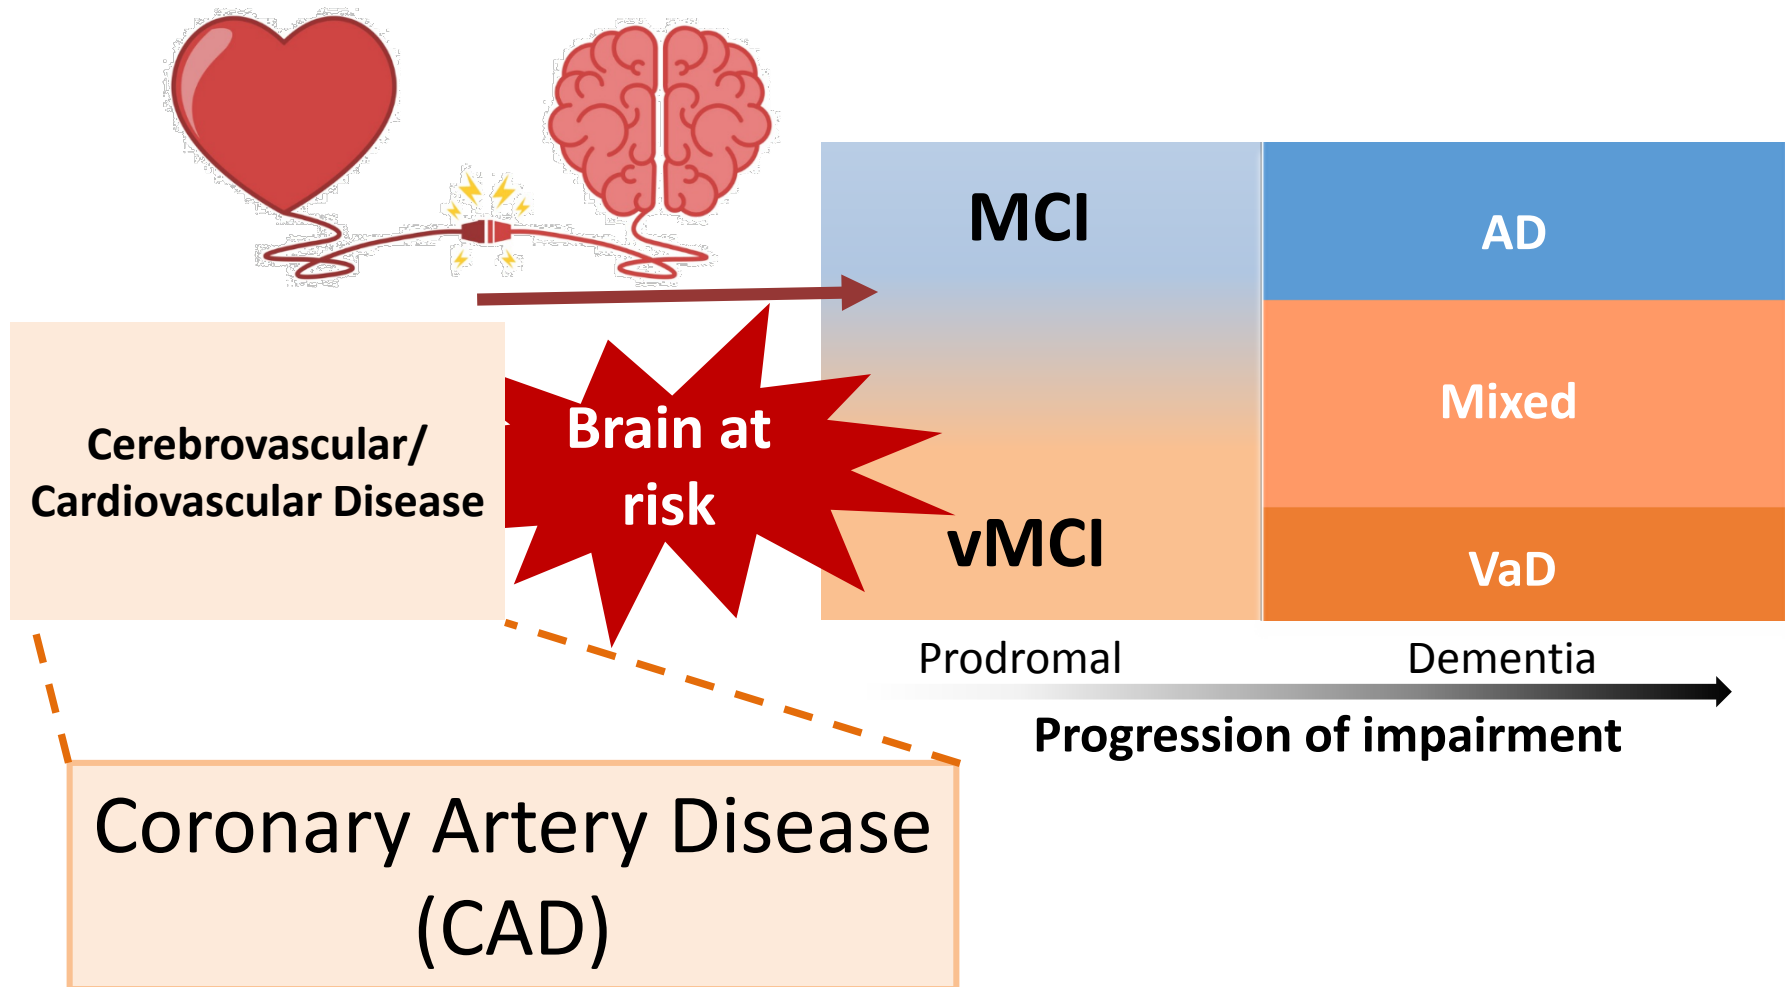 MCI
AD
Cerebrovascular/
Cardiovascular Disease
Brain at
risk
Mixed
vMCI
VaD
Prodromal
Dementia
Progression of impairment
Coronary Artery Disease
(CAD)